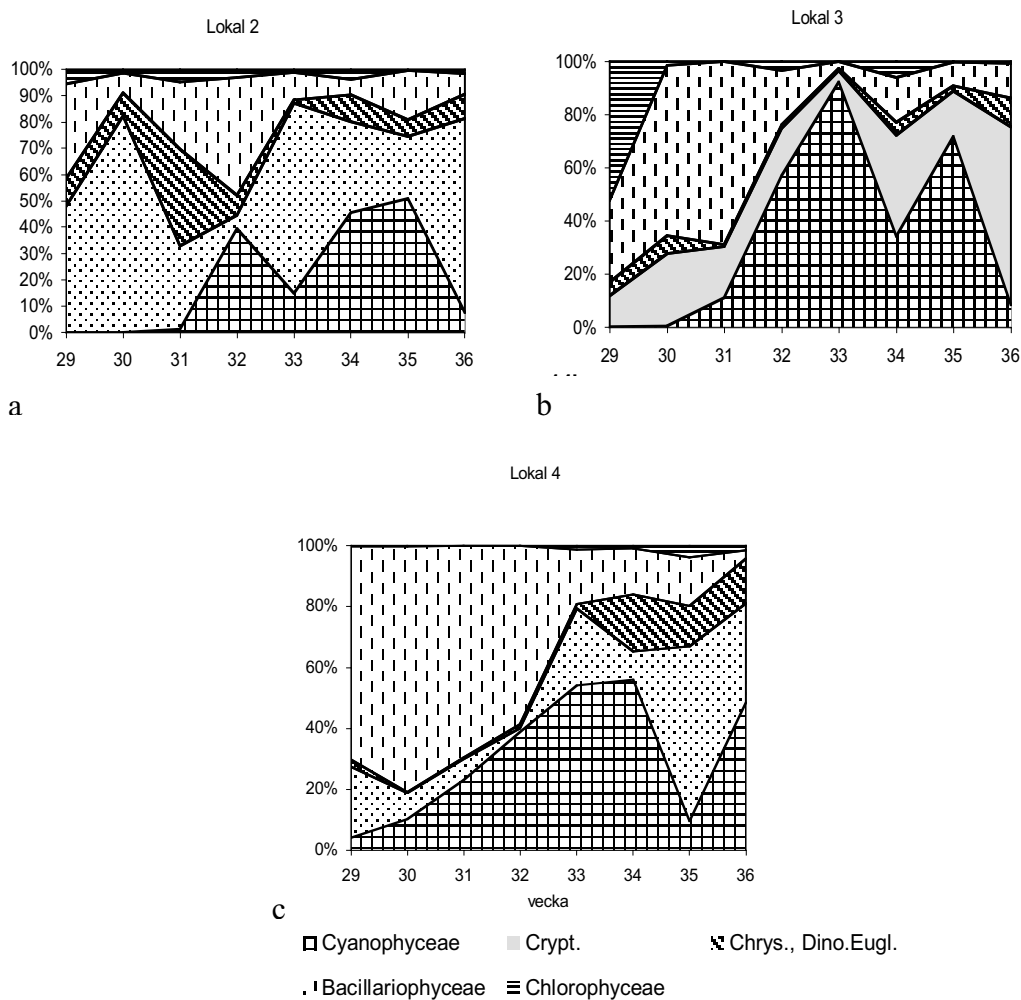 Lokal 2
100%
90%
80%
70%
60%
50%
40%
30%
20%
10%
0%
29 30 31 32 33 34 35 36
a
Lokal 3
100%
80%
60%
40%
20%
0%
29 30 31 32 33 34 35 36
b
Lokal 4
100%
80%
60%
40%
20%
0%
29 30 31 32 33 34 35 36
vecka
c
Cyanophyceae Crypt. Chrys., Dino.Eugl.
Bacillariophyceae Chlorophyceae